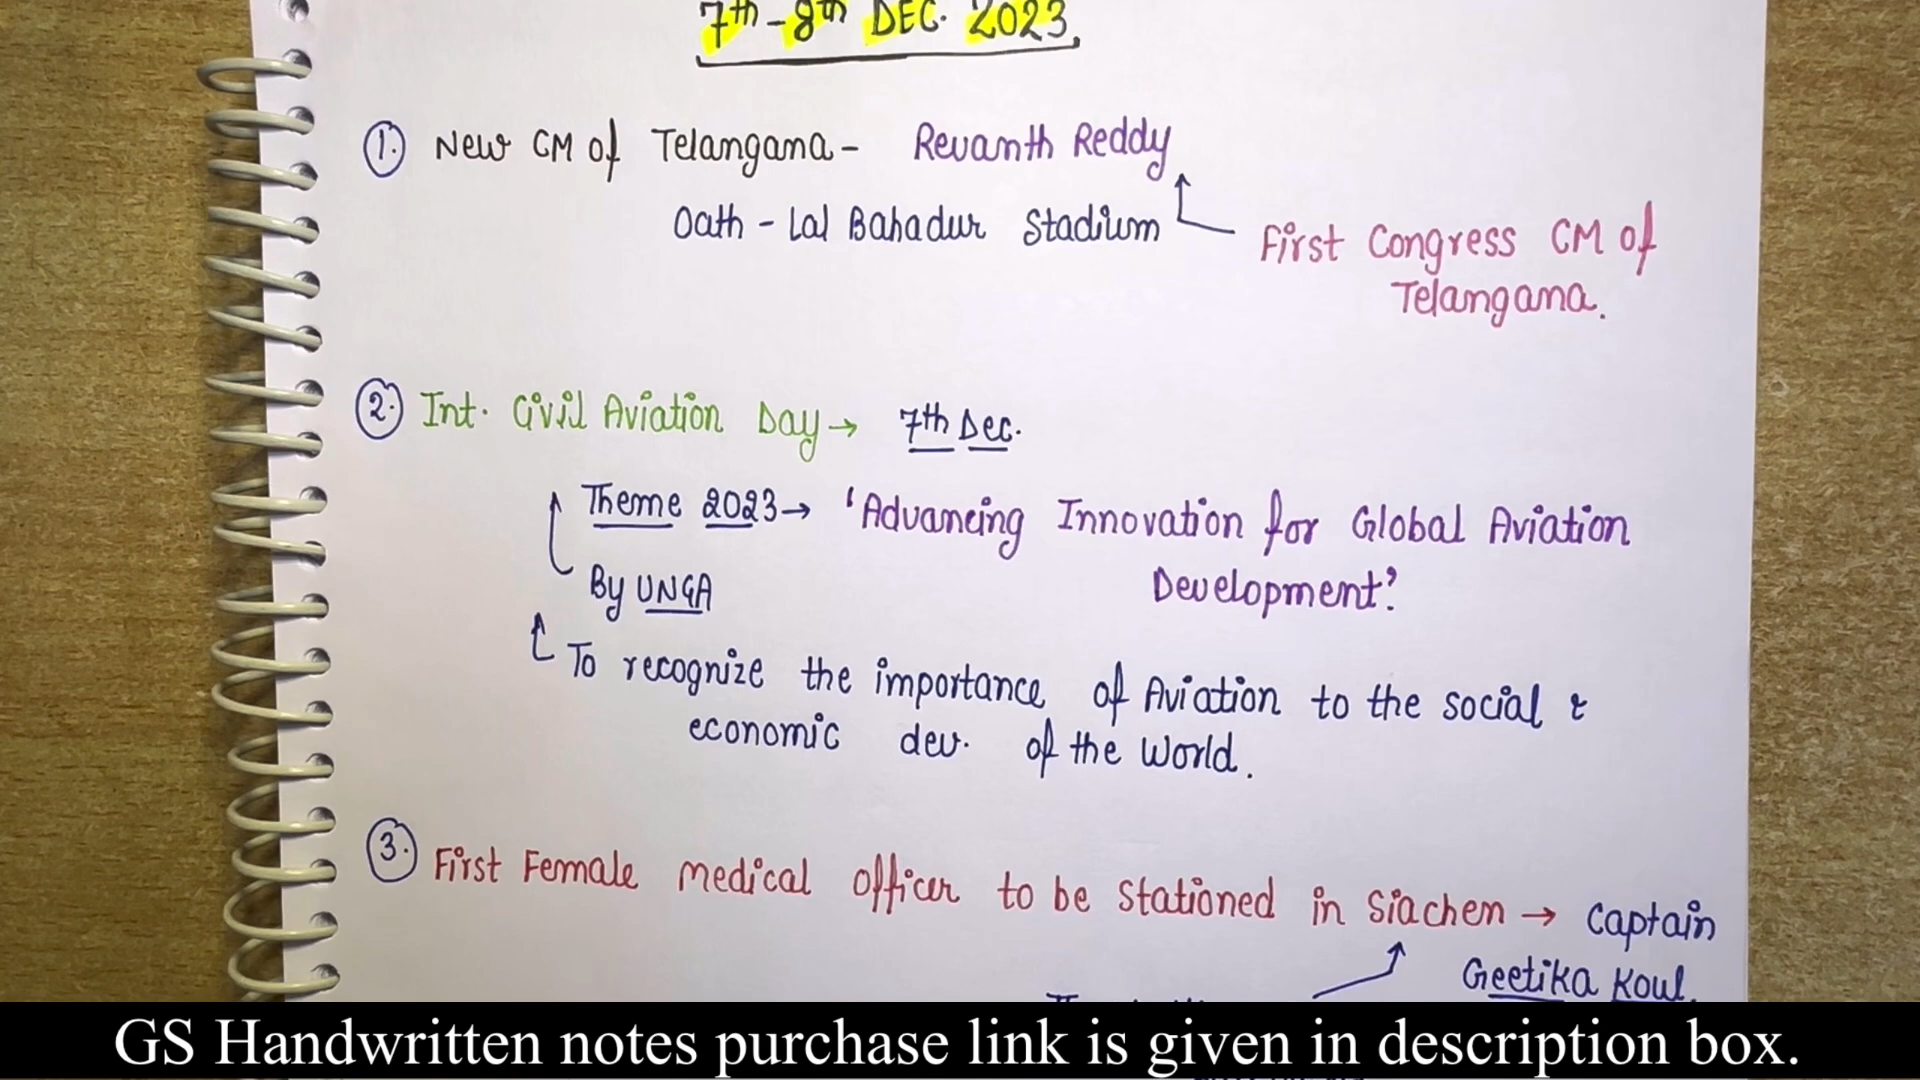 7th - 8th DEC. 2023.
1. New CM of Telangana - Revanth Reddy
Oath - Lal Bahadur Stadium
First Congress CM of
Telangana.
2. Int. Civil Aviation Day → 7th Dec.
Theme 2023 → 'Advancing Innovation for Global Aviation
Development'.
By UNGA
To recognize the importance of Aviation to the social &
economic dev. of the World.
3. First Female medical officer to be stationed in Siachen → Captain
Geetika Koul.
GS Handwritten notes purchase link is given in description box.